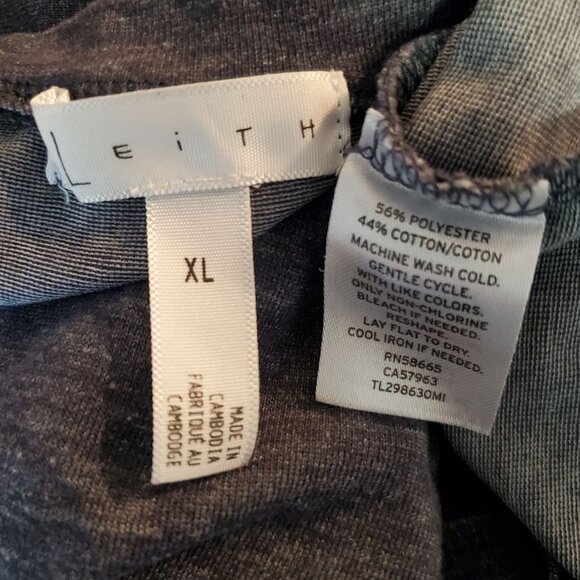 LEiTH
XL
MADE IN
CAMBODIA
FABRIQUÉ AU
CAMBODGE
56% POLYESTER
44% COTTON/COTON
MACHINE WASH COLD.
GENTLE CYCLE.
WITH LIKE COLORS.
ONLY NON-CHLORINE
BLEACH IF NEEDED.
RESHAPE.
LAY FLAT TO DRY.
COOL IRON IF NEEDED.
RN58665
CA57963
TL298630MI